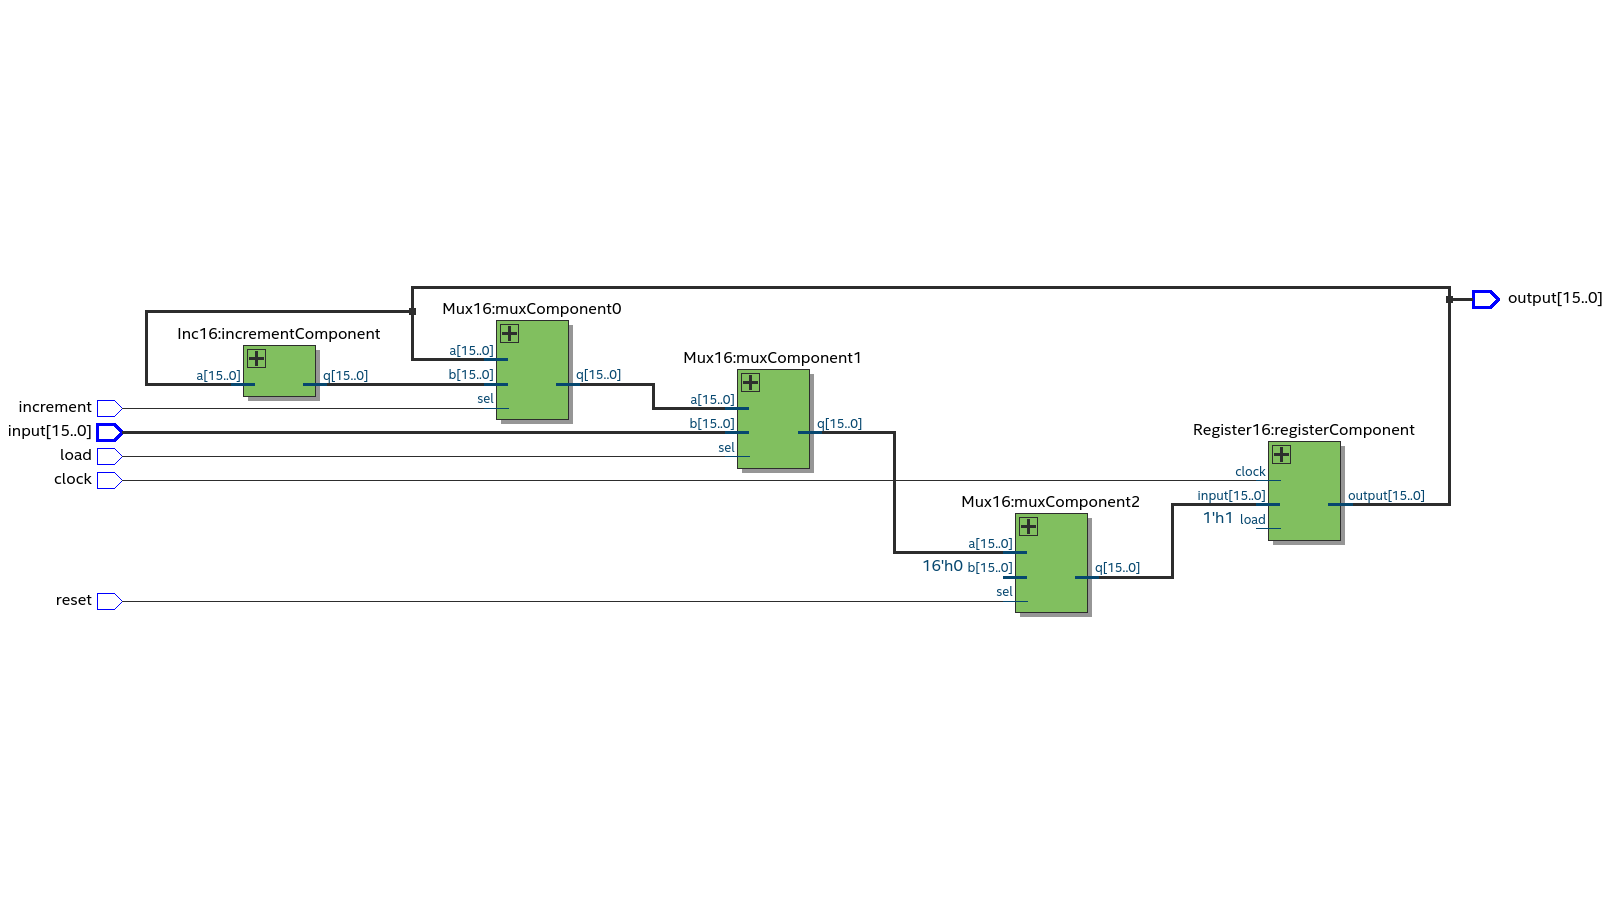 output[15..0]
Mux16:muxComponent0
Inc16:incrementComponent
a[15..0]
Mux16:muxComponent1
a[15..0] q[15..0]
b[15..0] q[15..0]
sel
a[15..0]
increment
input[15..0]
b[15..0] q[15..0]
Register16:registerComponent
load
sel
clock
clock
input[15..0] output[15..0]
Mux16:muxComponent2
1'h1 load
a[15..0]
16'h0 b[15..0] q[15..0]
sel
reset